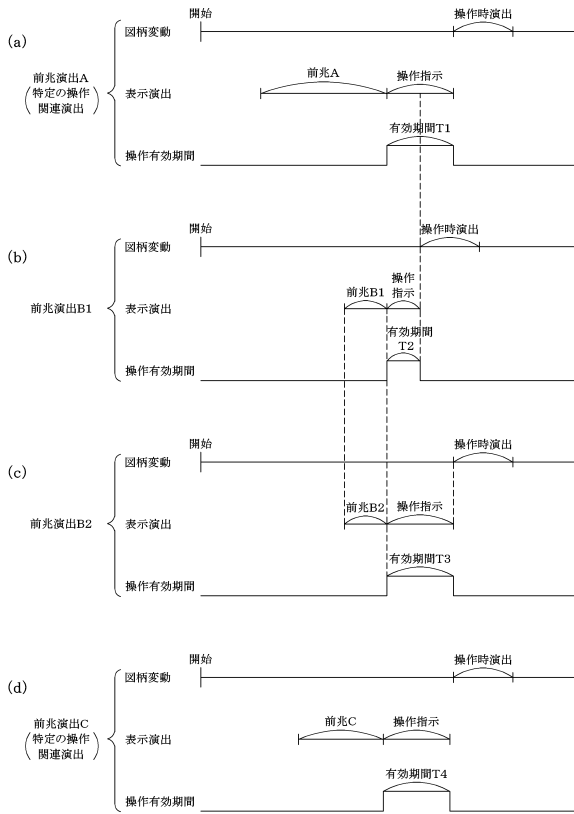 (a)
前兆演出A
(特定の操作
関連演出)
図柄変動
開始
操作時演出
表示演出
前兆A
操作指示
操作有効期間
有効期間T1
(b)
前兆演出B1
図柄変動
開始
操作時演出
表示演出
前兆B1
操作
指示
操作有効期間
有効期間
T2
(c)
前兆演出B2
図柄変動
開始
操作時演出
表示演出
前兆B2
操作指示
操作有効期間
有効期間T3
(d)
前兆演出C
(特定の操作
関連演出)
図柄変動
開始
操作時演出
表示演出
前兆C
操作指示
操作有効期間
有効期間T4